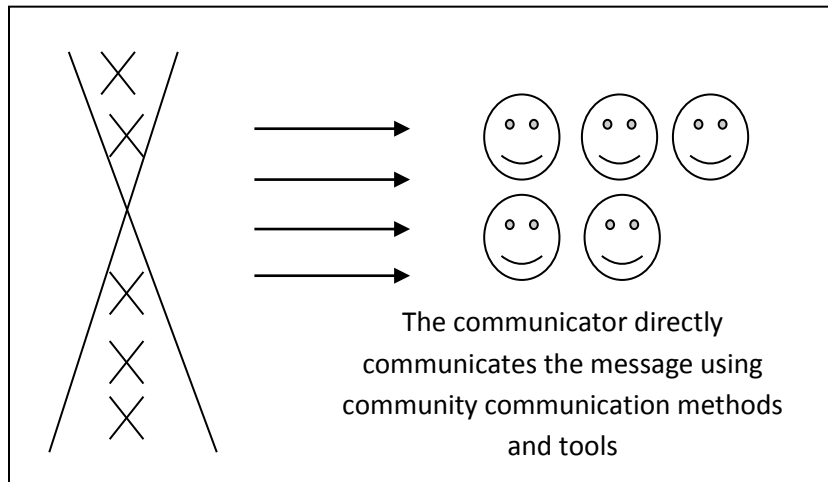 The communicator directly
communicates the message using
community communication methods
and tools